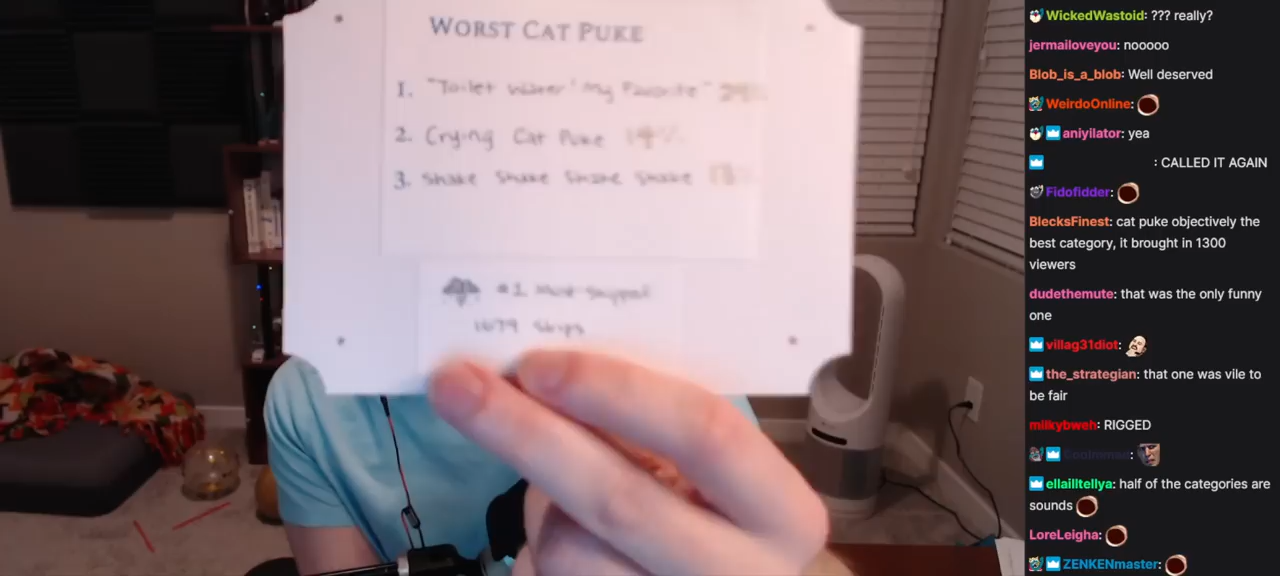 WORST CAT PUKE
1. "Toilet water 'my Favorite"
2. Crying Cat Puke 14%
3. Shake Shake Shake Shake
#1 Most Skipped
1679 Skips
WickedWastoid: ??? really?
jermailoveyou: nooooo
Blob_is_a_blob: Well deserved
WeirdoOnline:
aniyilator: yea
: CALLED IT AGAIN
Fidofidder:
BlecksFinest: cat puke objectively the
best category, it brought in 1300
viewers
dudethemute: that was the only funny
one
villag31diot:
the_strategian: that one was vile to
be fair
milkybweh: RIGGED
ellailltellya: half of the categories are
sounds
LoreLeigha:
ZENKENmaster: